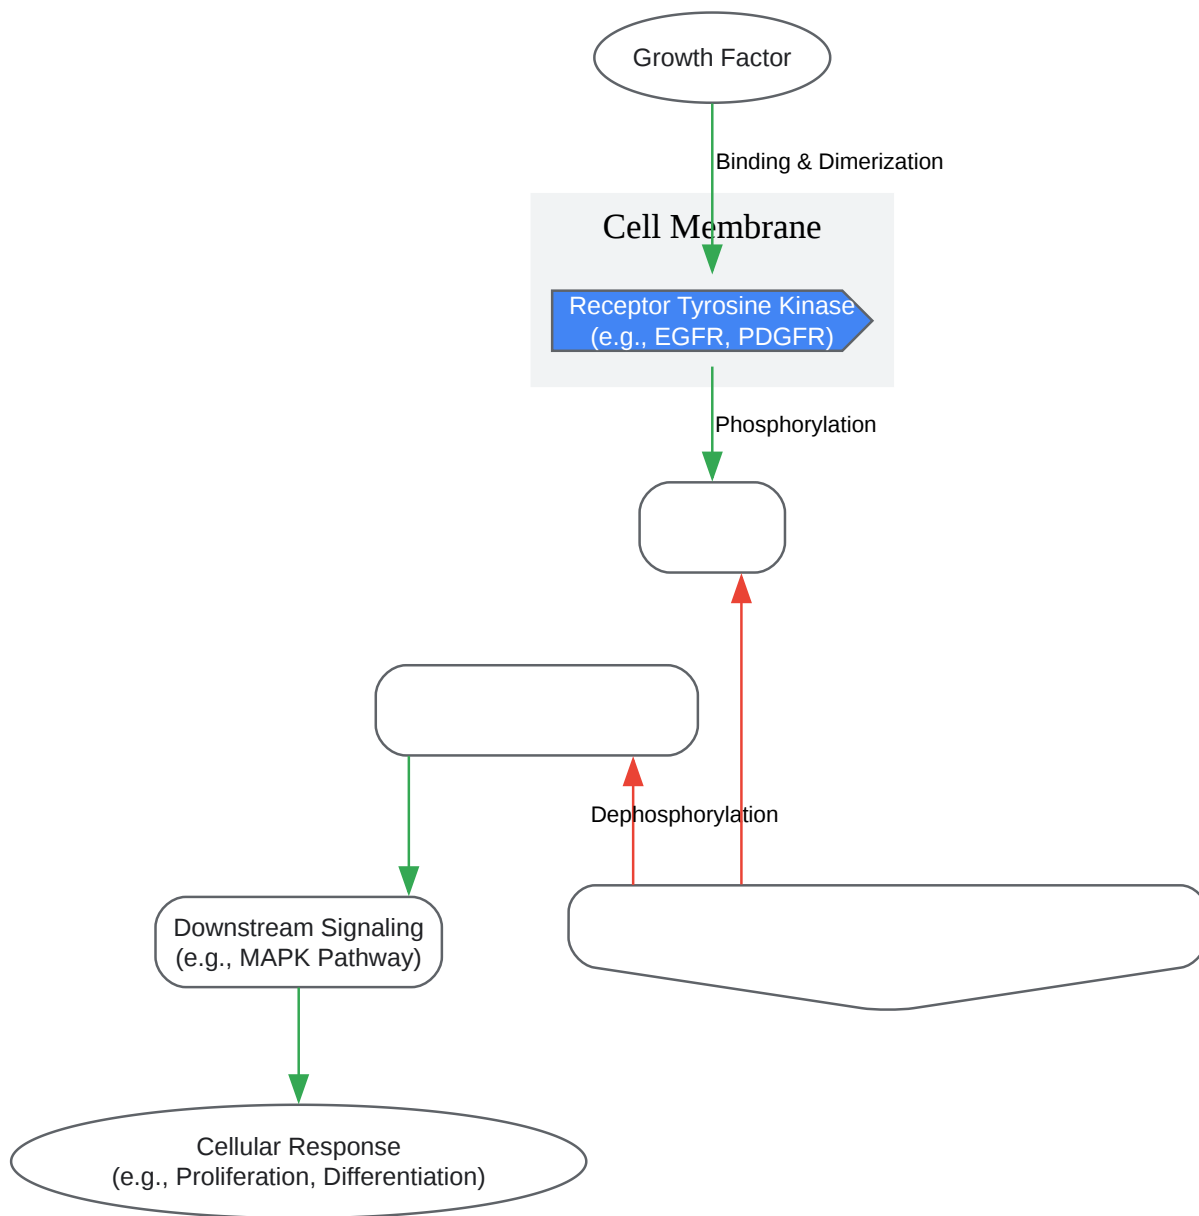 Growth Factor
Binding & Dimerization
Cell Membrane
Receptor Tyrosine Kinase
(e.g., EGFR, PDGFR)
Phosphorylation
Dephosphorylation
Downstream Signaling
(e.g., MAPK Pathway)
Cellular Response
(e.g., Proliferation, Differentiation)